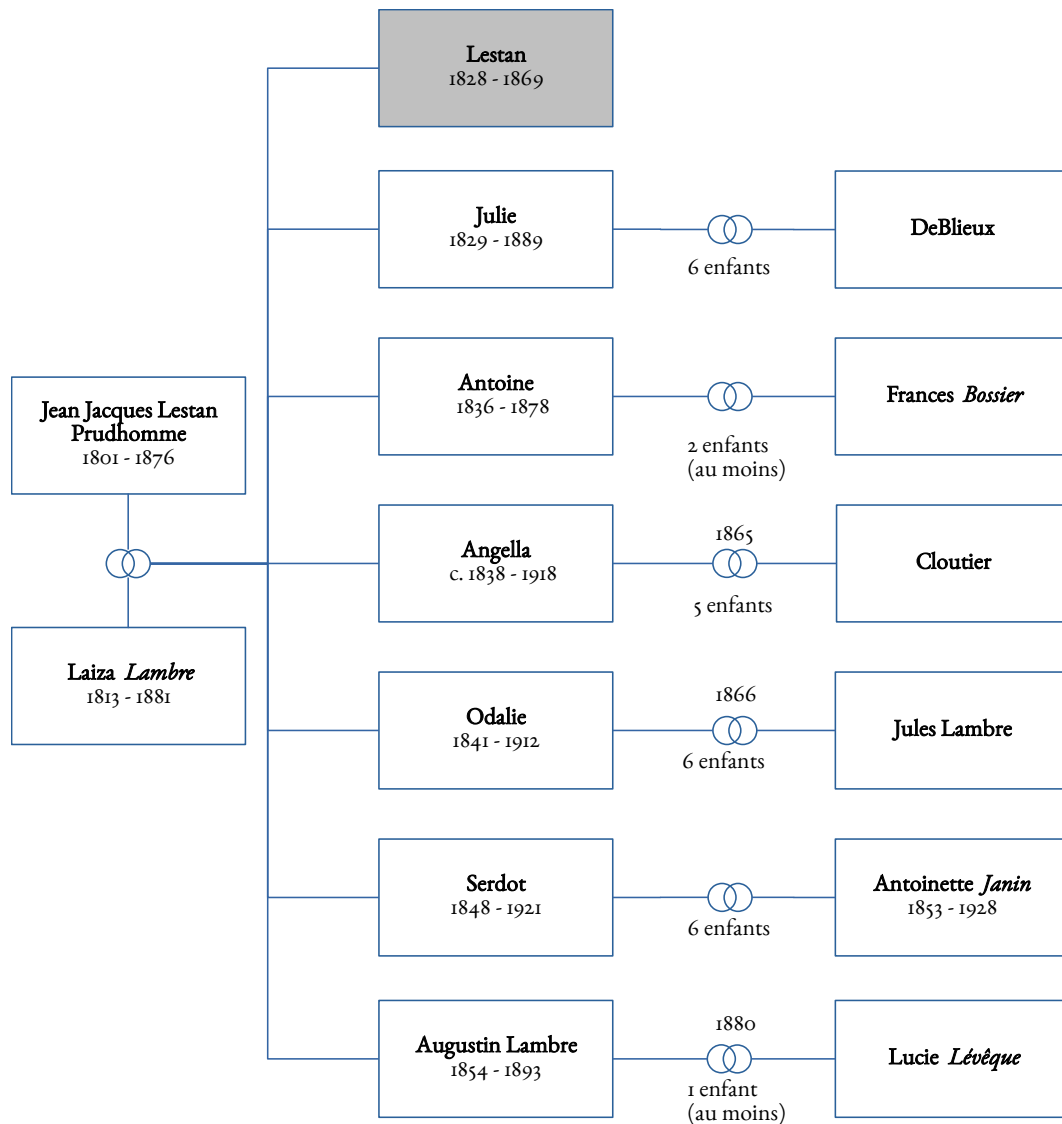 Lestan
1828 - 1869
Julie
1829 - 1889
6 enfants
DeBlieux
Antoine
1836 - 1878
2 enfants
(au moins)
Frances Bossier
Jean Jacques Lestan
Prudhomme
1801 - 1876
Laiza Lambre
1813 - 1881
Angella
c. 1838 - 1918
1865
5 enfants
Cloutier
Odalie
1841 - 1912
1866
6 enfants
Jules Lambre
Serdot
1848 - 1921
6 enfants
Antoinette Janin
1853 - 1928
Augustin Lambre
1854 - 1893
1880
1 enfant
(au moins)
Lucie Lévêque